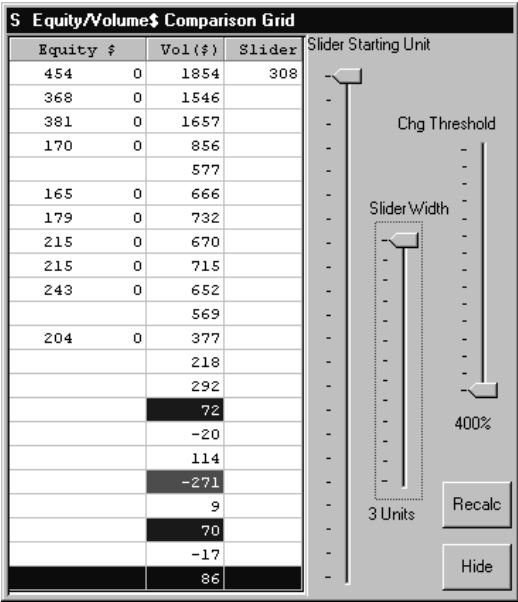 S Equity/Volume$ Comparison Grid
Equity $ Vol($) Slider
454 0 1854 308
368 0 1546
381 0 1657
170 0 856
577
165 0 666
179 0 732
215 0 670
215 0 715
243 0 652
569
204 0 377
218
292
72
-20
114
-271
9
70
-17
86
Slider Starting Unit
Chg Threshold
Slider Width
400%
3 Units
Recalc
Hide